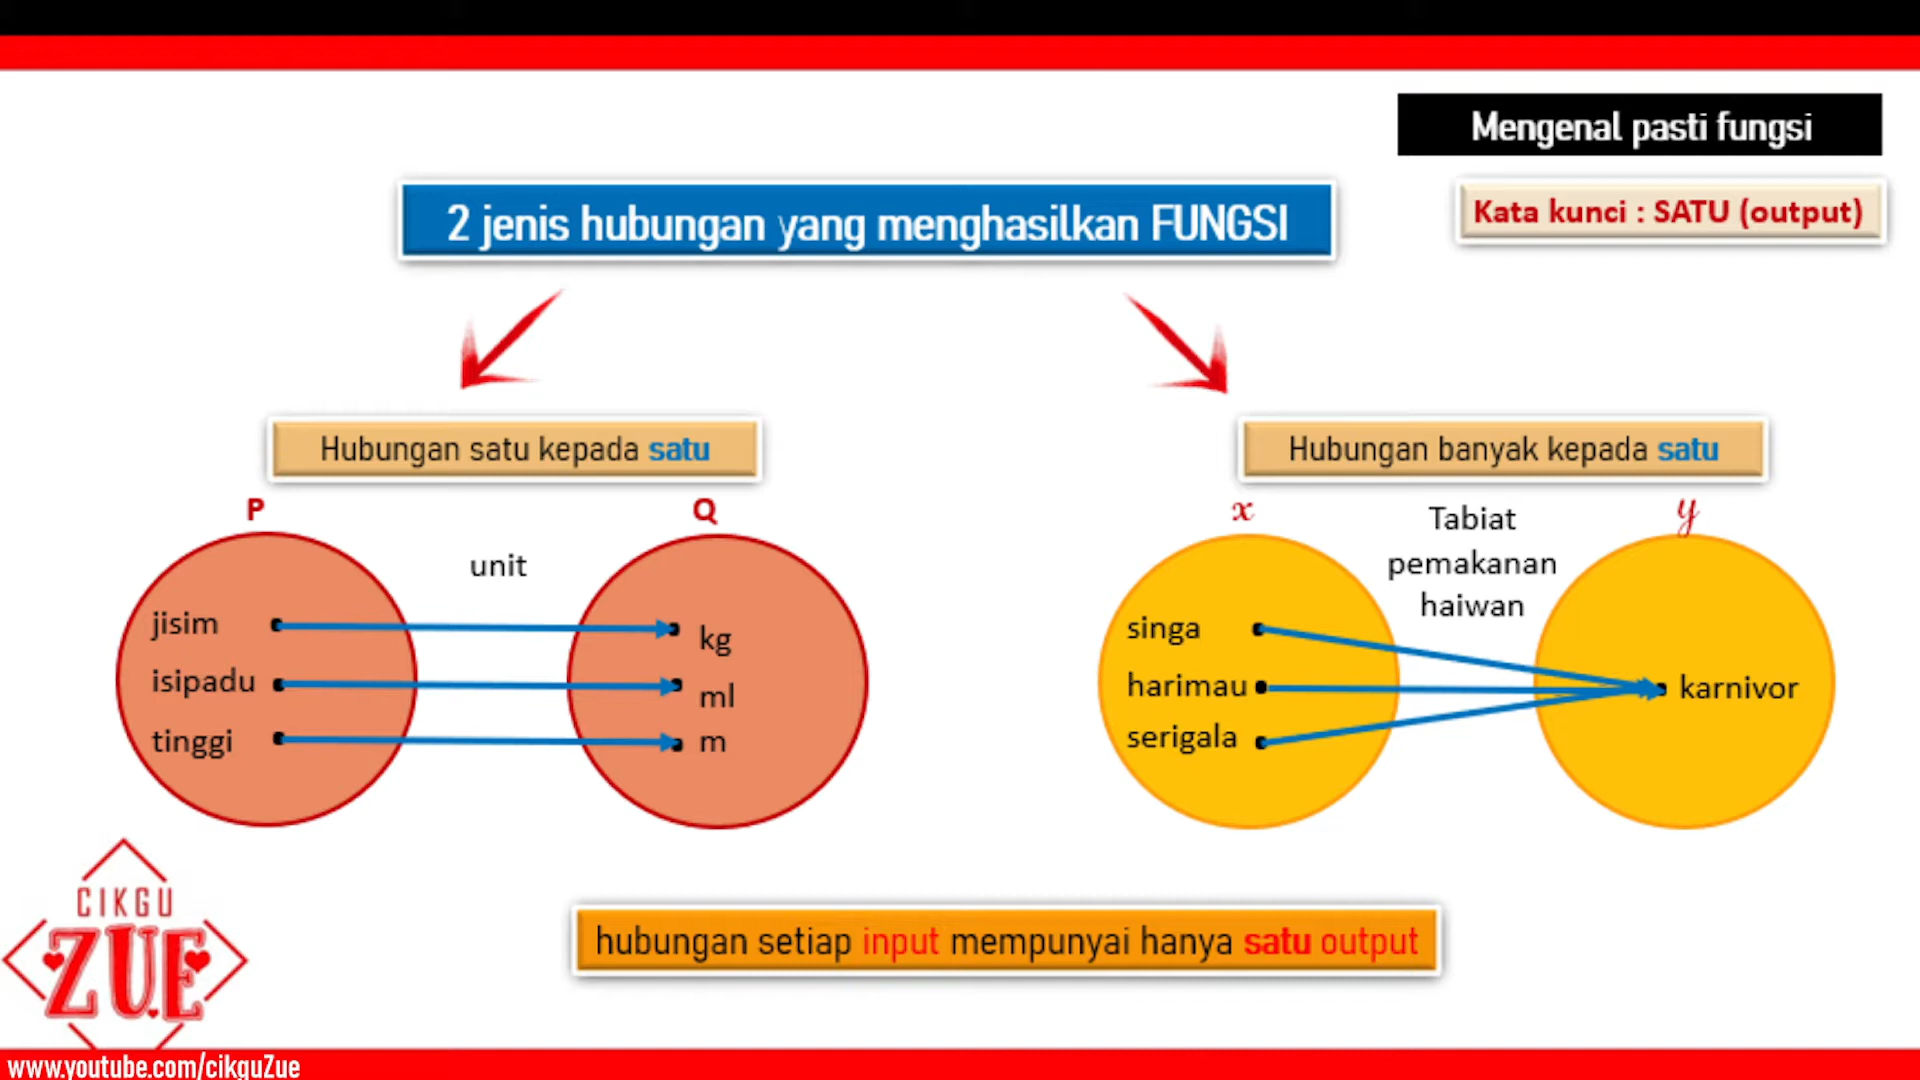 Mengenal pasti fungsi
2 jenis hubungan yang menghasilkan FUNGSI
Kata kunci : SATU (output)
Hubungan satu kepada satu
P
Q
unit
jisim
isipadu
tinggi
kg
ml
m
Hubungan banyak kepada satu
x
y
Tabiat
pemakanan
haiwan
singa
harimau
serigala
karnivor
hubungan setiap input mempunyai hanya satu output
CIKGU
ZUE
www.youtube.com/cikguZue